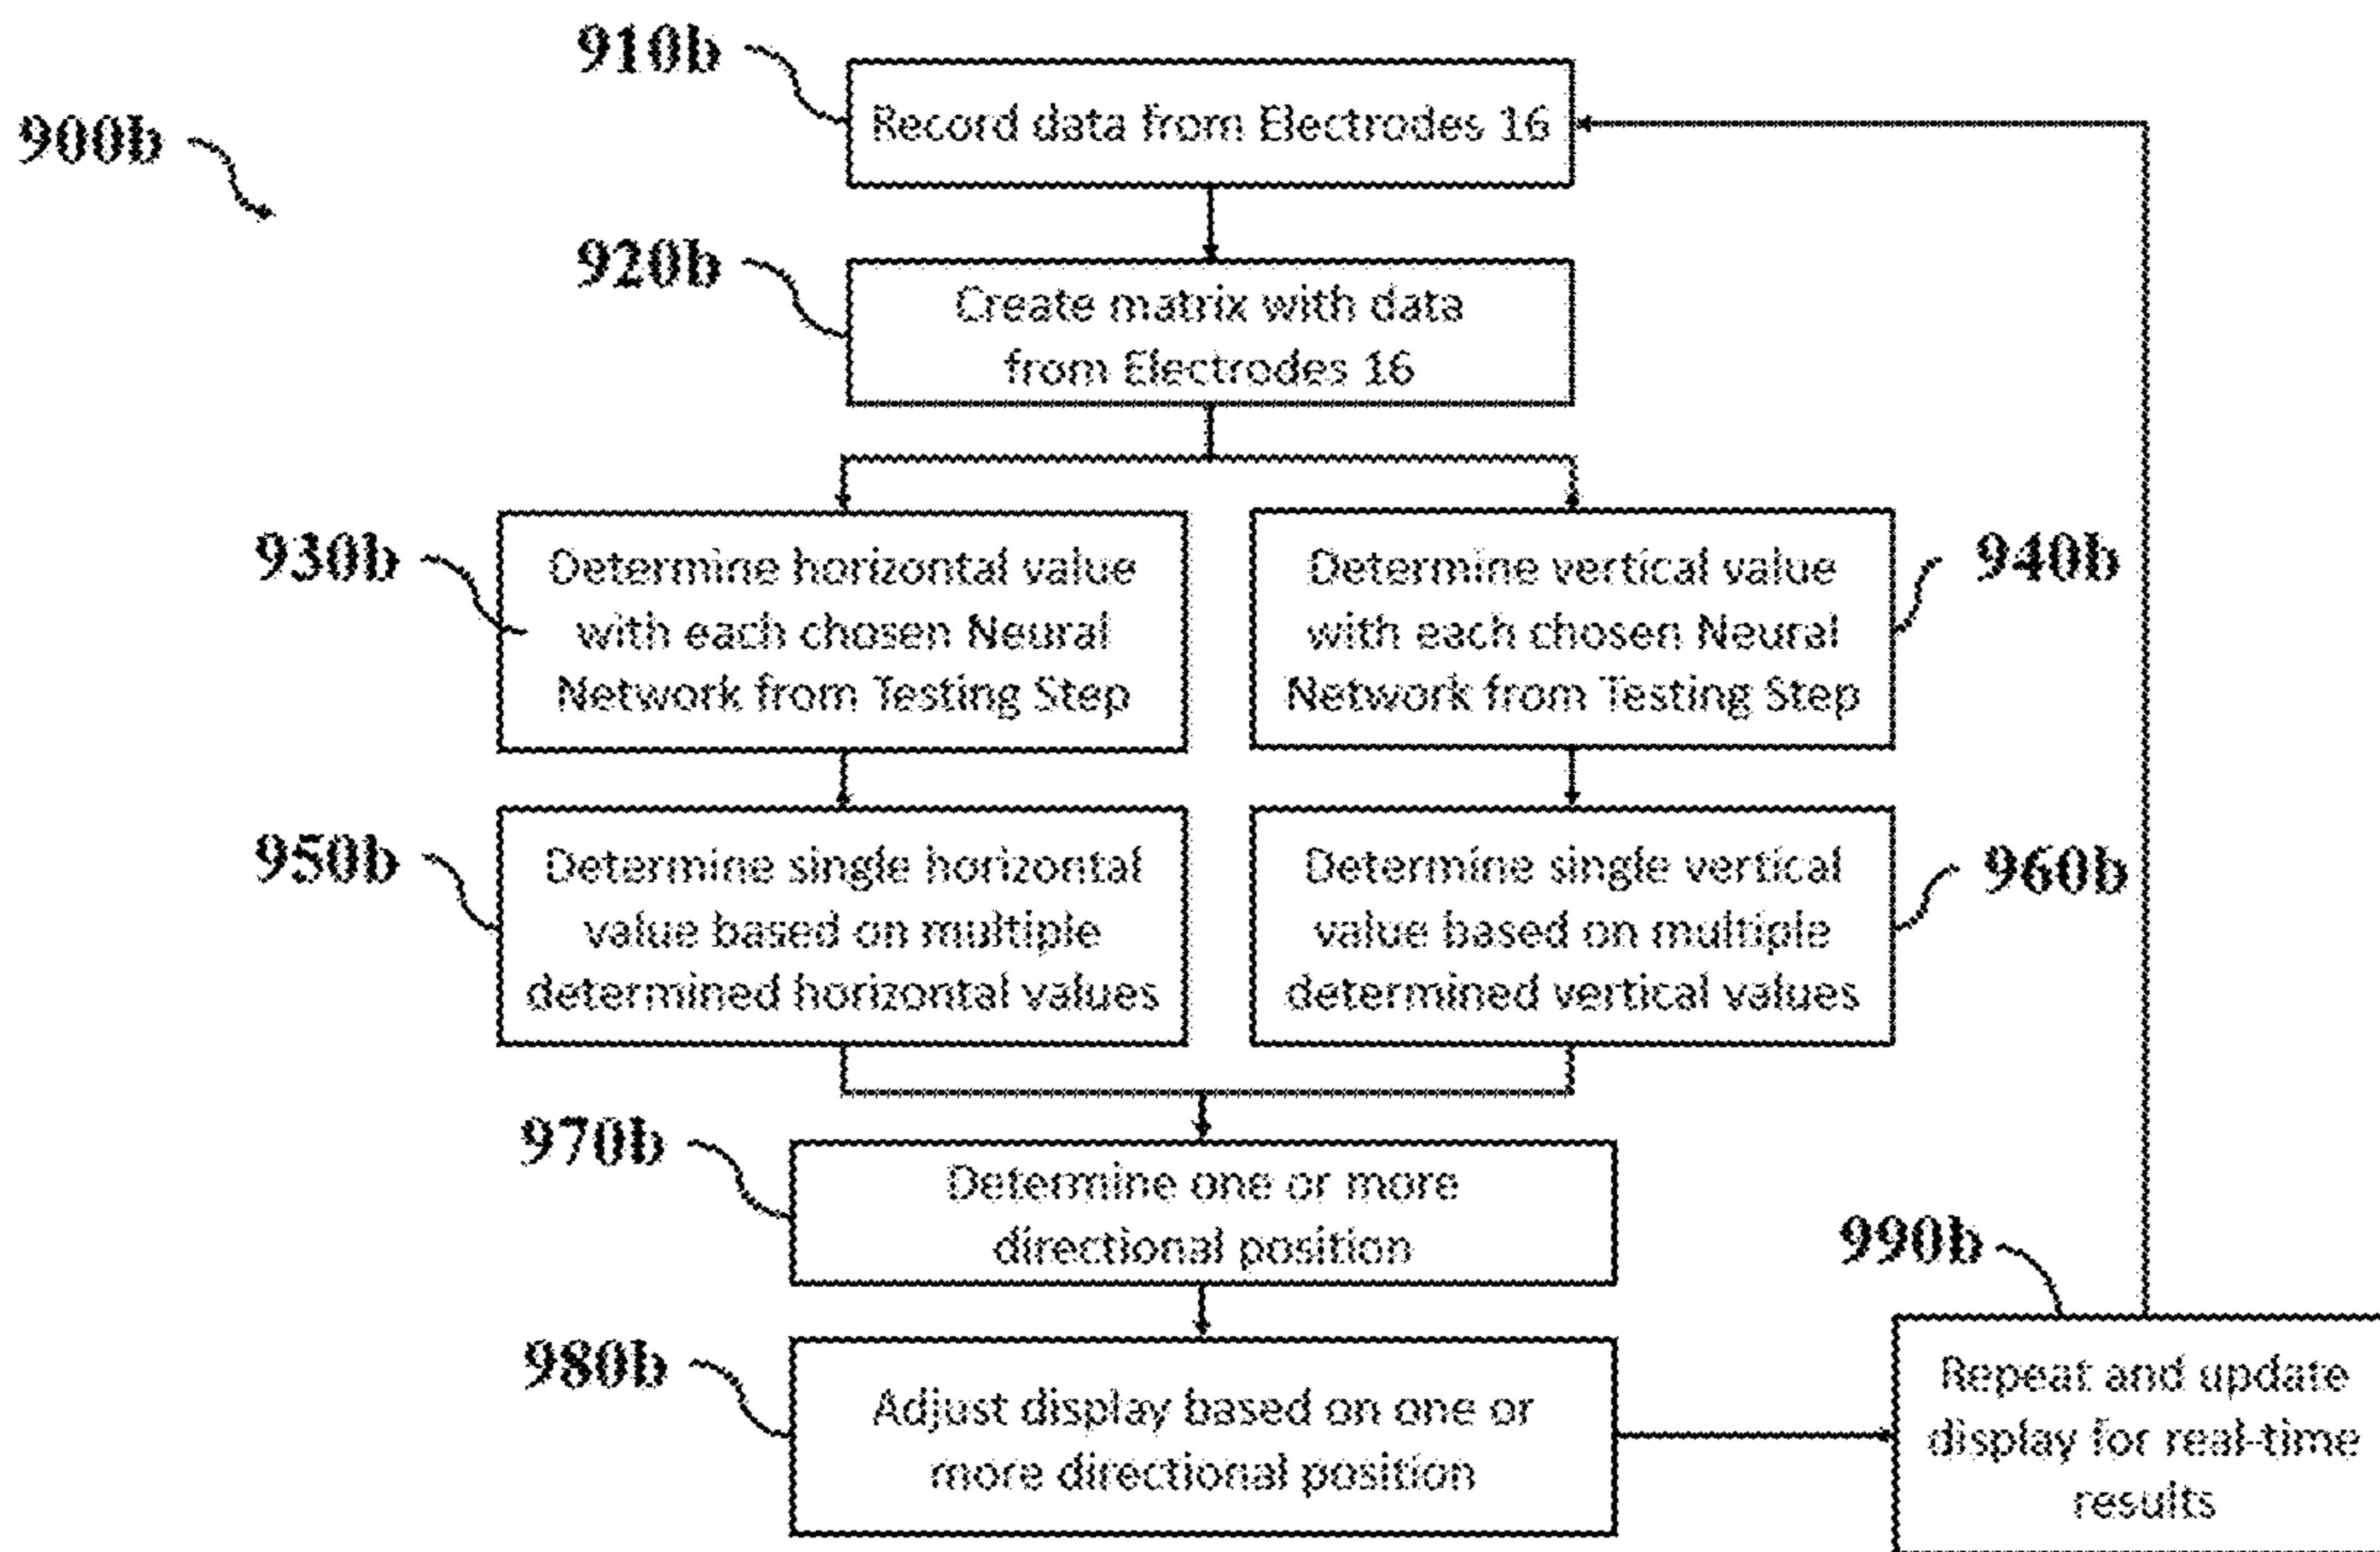 910b
Record data from Electrodes 16
900b
920b
Create matrix with data
from Electrodes 16
930b
Determine horizontal value
with each chosen Neural
Network from Testing Step
940b
Determine vertical value
with each chosen Neural
Network from Testing Step
950b
Determine single horizontal
value based on multiple
determined horizontal values
960b
Determine single vertical
value based on multiple
determined vertical values
970b
Determine one or more
directional position
980b
Adjust display based on one or
more directional position
990b
Repeat and update
display for real-time
results